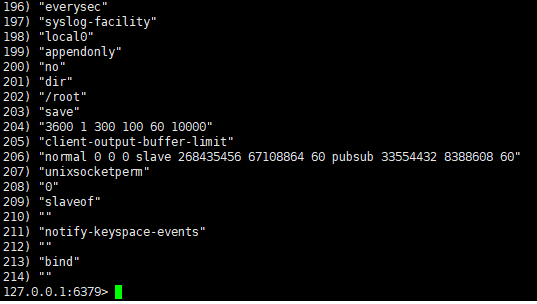 196) "everysec"
197) "syslog-facility"
198) "local0"
199) "appendonly"
200) "no"
201) "dir"
202) "/root"
203) "save"
204) "3600 1 300 100 60 10000"
205) "client-output-buffer-limit"
206) "normal 0 0 0 slave 268435456 67108864 60 pubsub 33554432 8388608 60"
207) "unixsocketperm"
208) "0"
209) "slaveof"
210) ""
211) "notify-keyspace-events"
212) ""
213) "bind"
214) ""
127.0.0.1:6379>